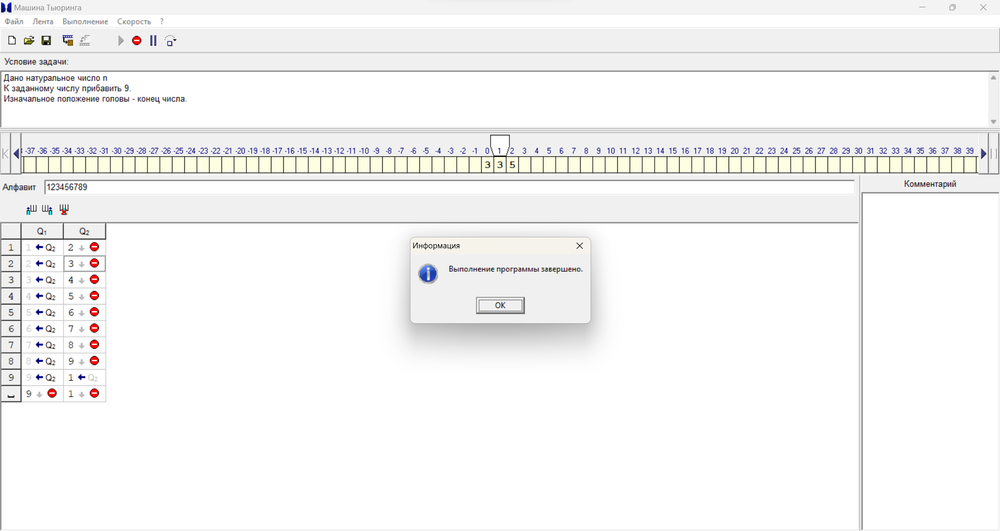 Машина Тьюринга
Файл Лента Выполнение Скорость ?
Условие задачи:
Дано натуральное число n
К заданному числу прибавить 9.
Изначальное положение головы - конец числа.
-37 -36 -35 -34 -33 -32 -31 -30 -29 -28 -27 -26 -25 -24 -23 -22 -21 -20 -19 -18 -17 -16 -15 -14 -13 -12 -11 -10 -9 -8 -7 -6 -5 -4 -3 -2 -1 0 1 2 3 4 5 6 7 8 9 10 11 12 13 14 15 16 17 18 19 20 21 22 23 24 25 26 27 28 29 30 31 32 33 34 35 36 37 38 39
3 3 5
Алфавит 123456789
Комментарий
Q1 Q2
1 1 Q2 2
2 2 Q2 3
3 3 Q2 4
4 4 Q2 5
5 5 Q2 6
6 6 Q2 7
7 7 Q2 8
8 8 Q2 9
9 9 Q2 1 Q2
9 1
Информация
Выполнение программы завершено.
OK